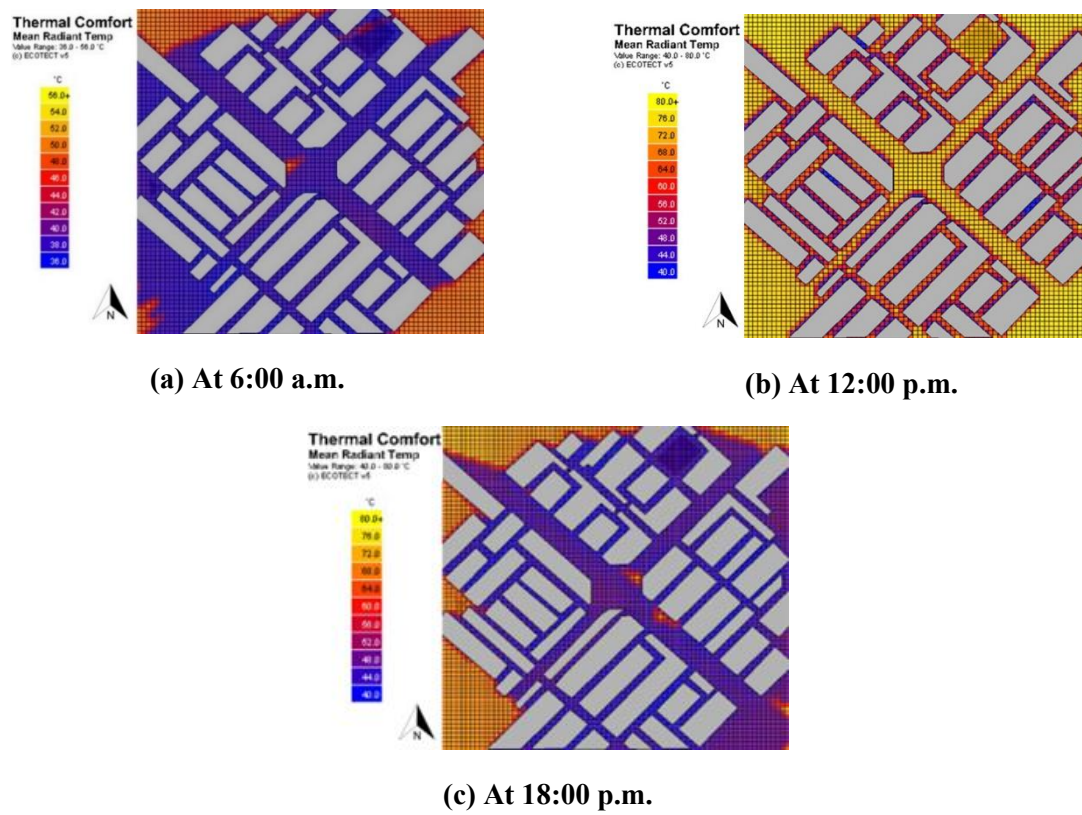 Thermal Comfort
Mean Radiant Temp
Value Range: 36.0 - 56.0 °C
(c) ECOTECT v5
°C
56.0+
54.0
52.0
50.0
48.0
46.0
44.0
42.0
40.0
38.0
36.0
N
(a) At 6:00 a.m.
Thermal Comfort
Mean Radiant Temp
Value Range: 40.0 - 80.0 °C
(c) ECOTECT v5
°C
80.0+
76.0
72.0
68.0
64.0
60.0
56.0
52.0
48.0
44.0
40.0
N
(b) At 12:00 p.m.
Thermal Comfort
Mean Radiant Temp
Value Range: 40.0 - 80.0 °C
(c) ECOTECT v5
°C
80.0+
76.0
72.0
68.0
64.0
60.0
56.0
52.0
48.0
44.0
40.0
N
(c) At 18:00 p.m.